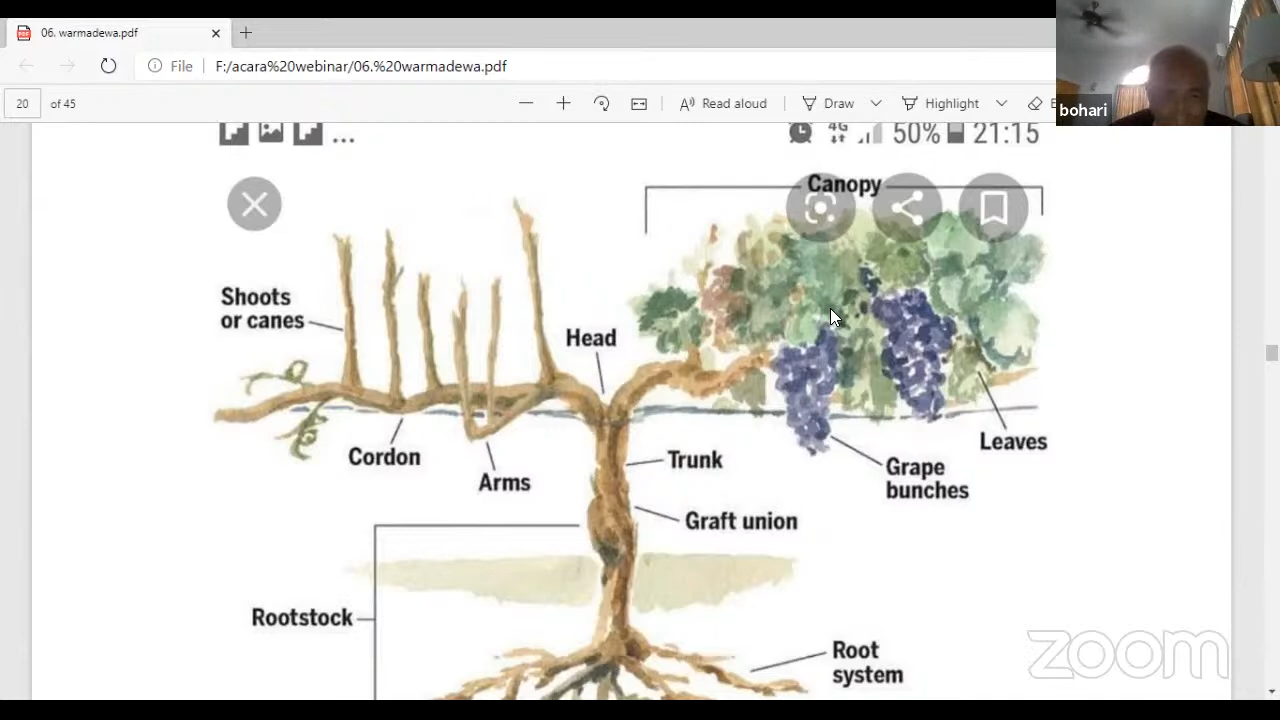 06. warmadewa.pdf
File
F:/acara%20webinar/06.%20warmadewa.pdf
20 of 45
Read aloud
Draw
Highlight
bohari
... 4G 50% 21:15
Canopy
Shoots
or canes
Head
Cordon
Arms
Trunk
Leaves
Grape
bunches
Graft union
Rootstock
Root
system
zoom